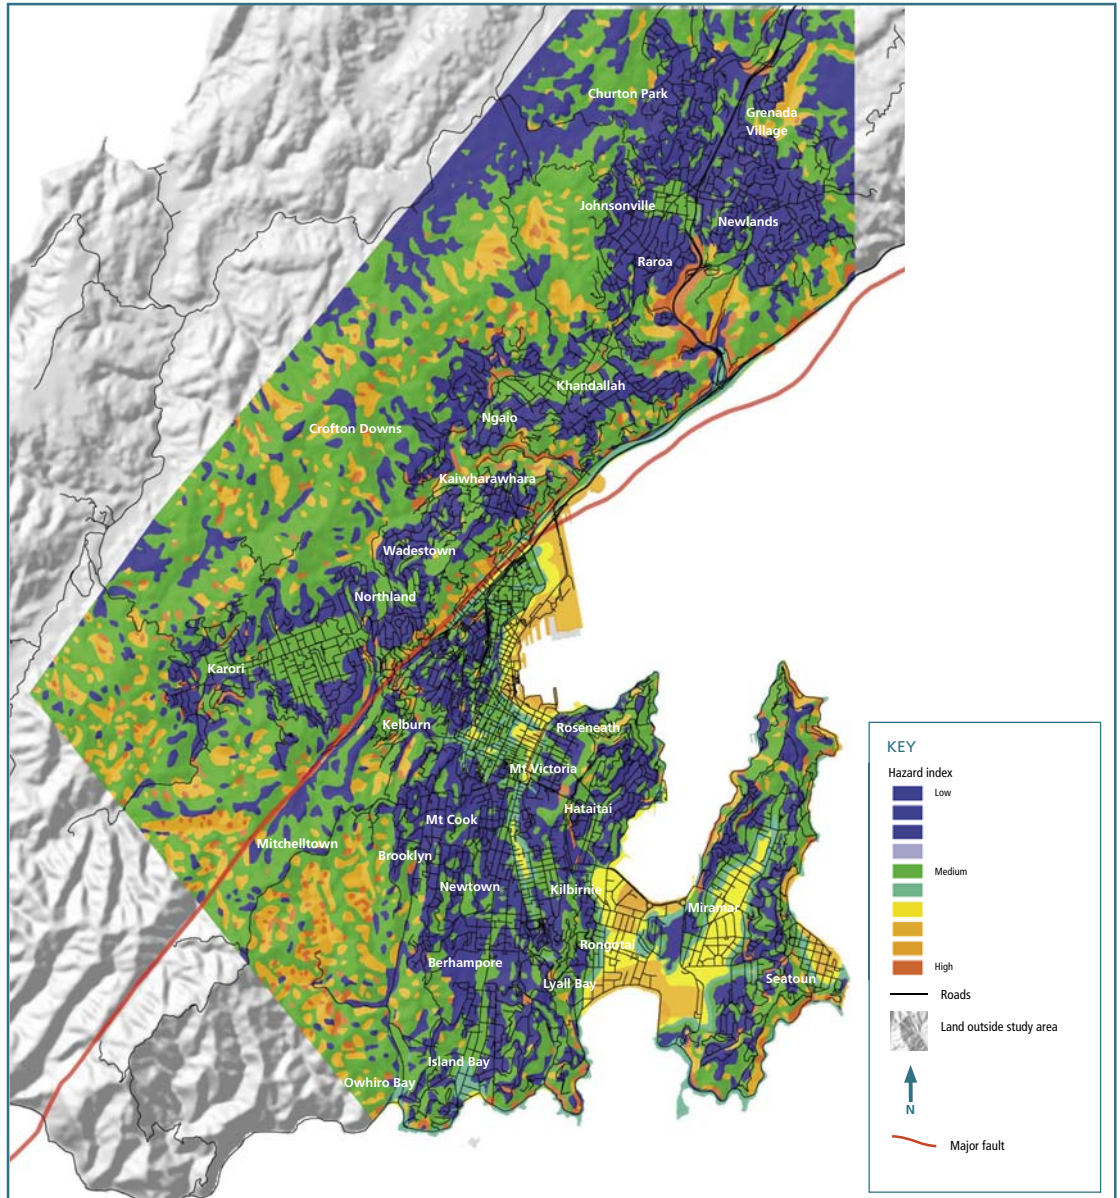 Churton Park
Grenada
Village
Johnsonville
Newlands
Raroa
Khandallah
Ngaio
Crofton Downs
Kaiwharawhara
Wadestown
Northland
Karori
Kelburn
Roseneath
Mt Victoria
Hataitai
Mt Cook
Mitchelltown
Brooklyn
Newtown
Kilbirnie
Miramar
Rongotai
Berhampore
Lyall Bay
Seatoun
Island Bay
Owhiro Bay
KEY
Hazard index
Low
Medium
High
Roads
Land outside study area
N
Major fault